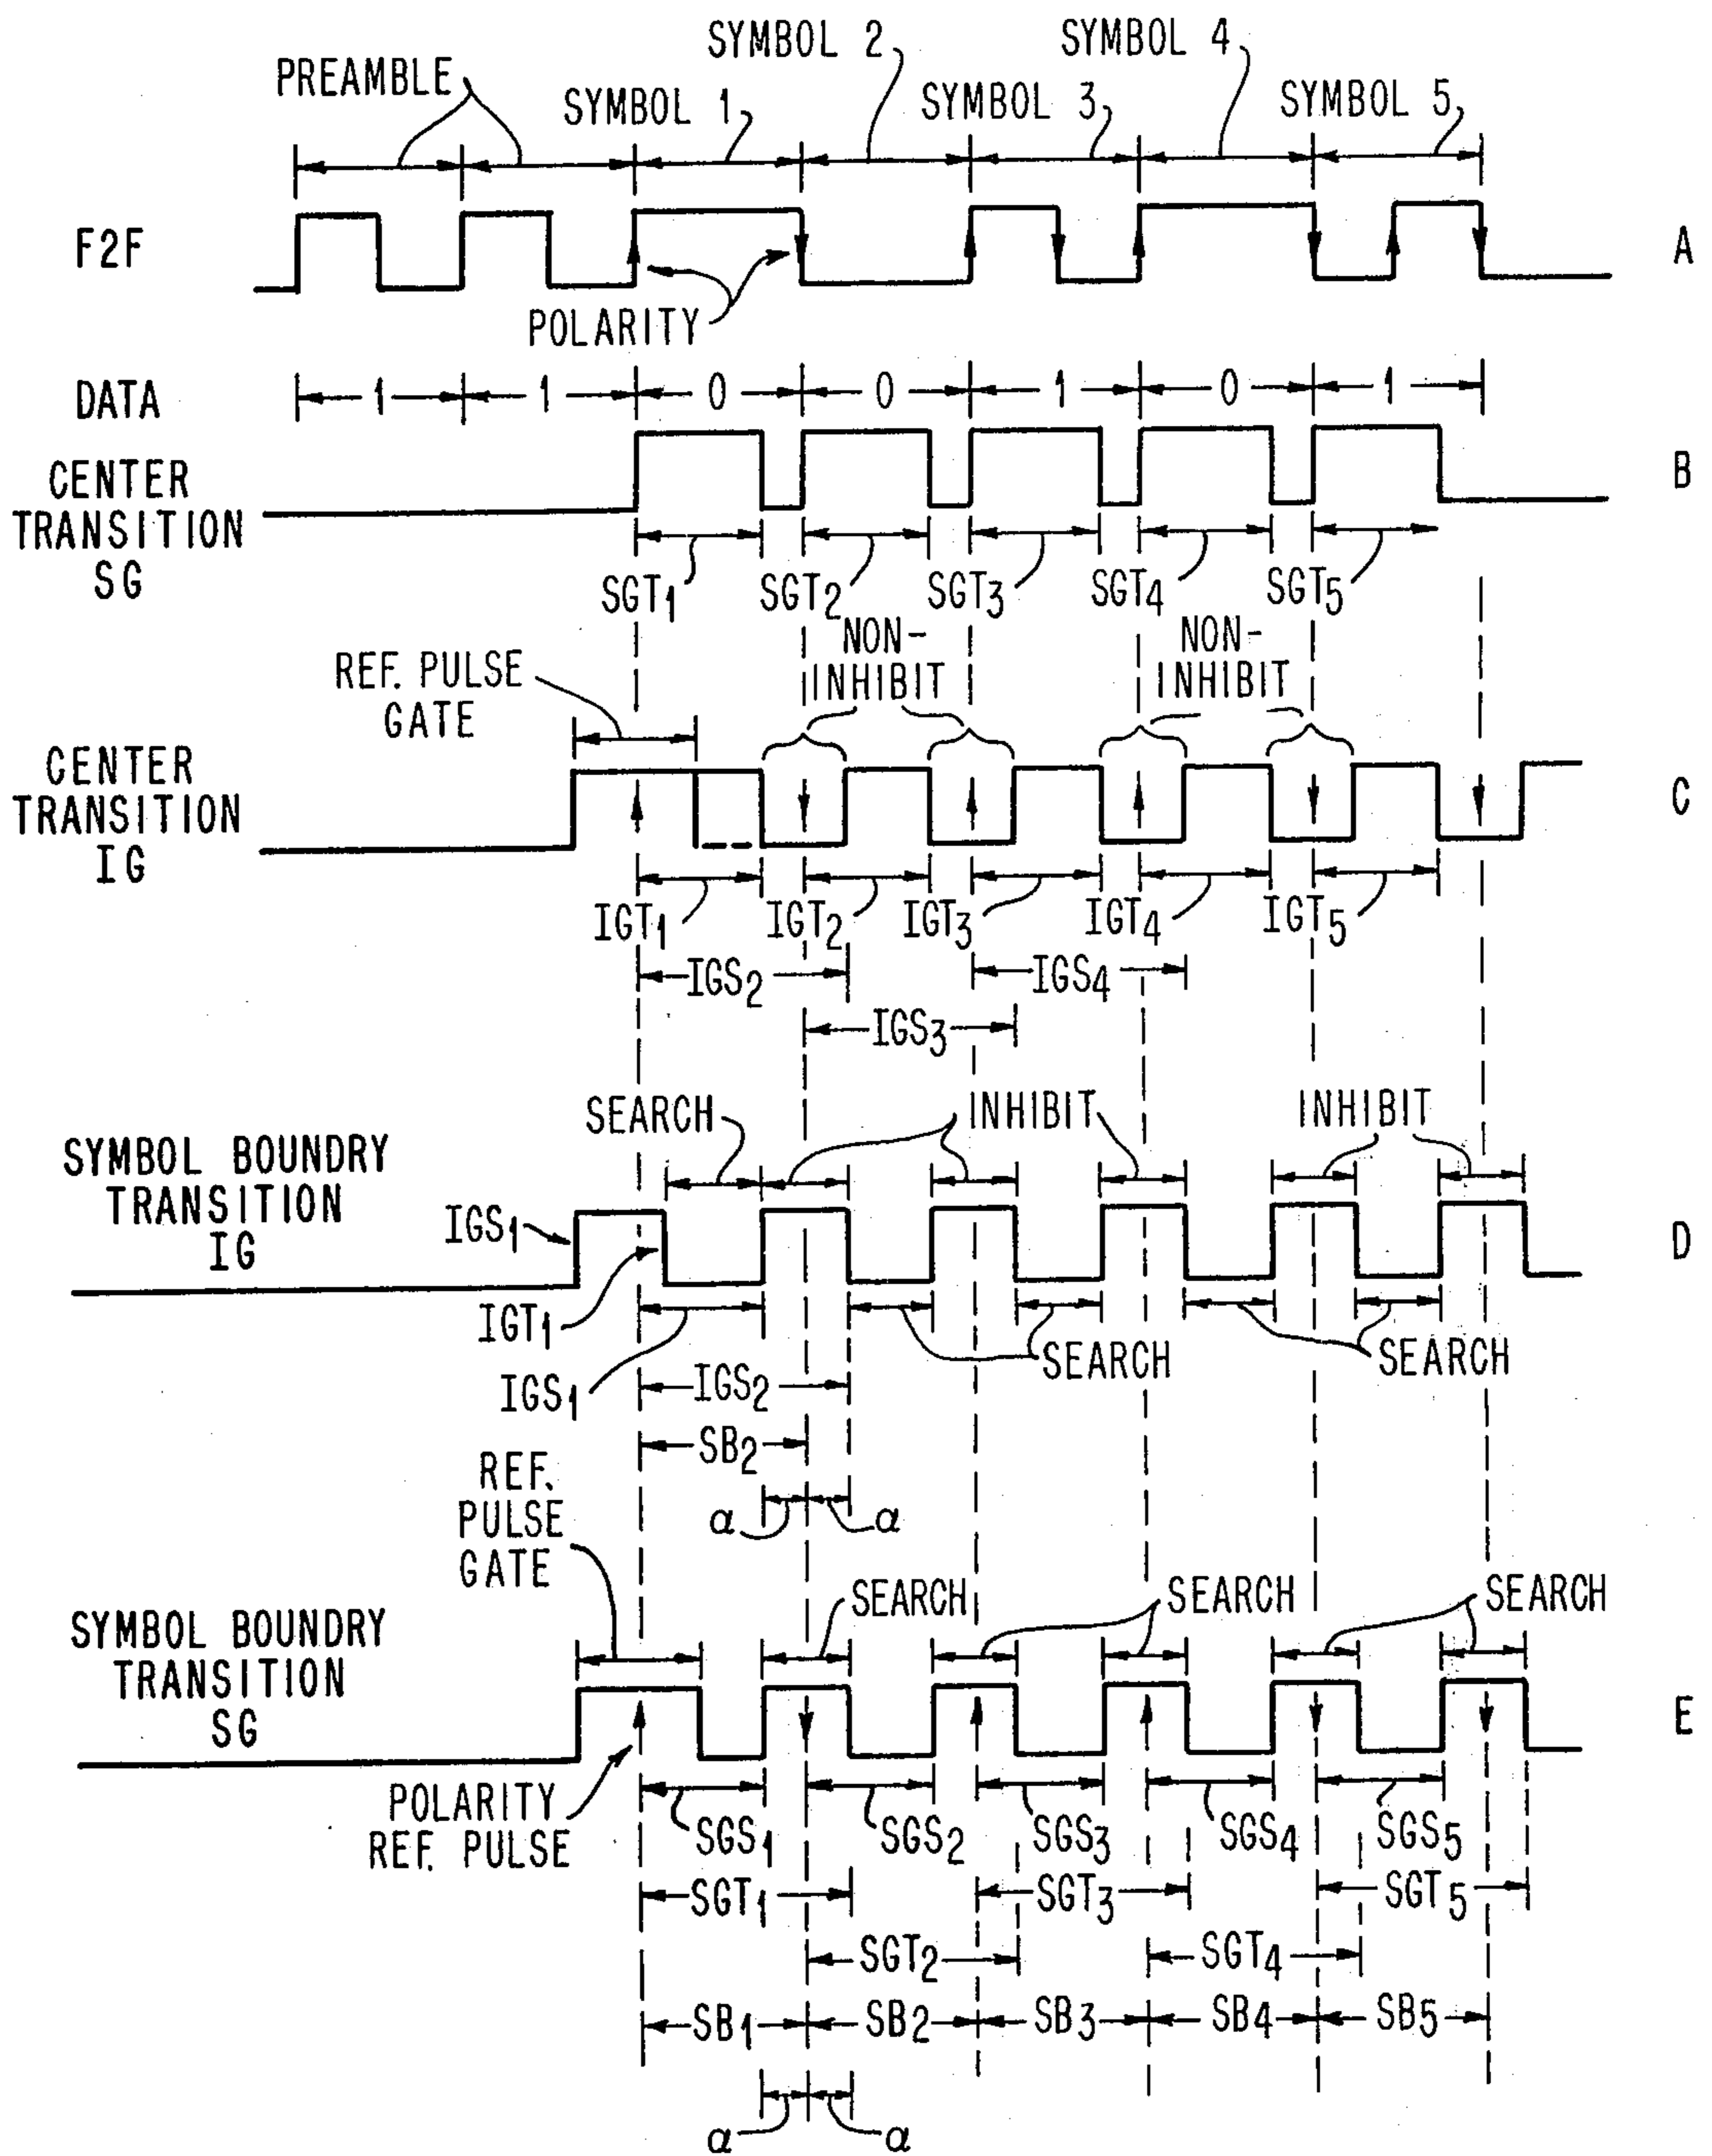 SYMBOL 2
SYMBOL 4
PREAMBLE
SYMBOL 1
SYMBOL 3
SYMBOL 5
F2F
A
POLARITY
DATA
1 1 0 0 1 0 1
CENTER
TRANSITION
SG
B
SGT1 SGT2 SGT3 SGT4 SGT5
NON-
INHIBIT
NON-
INHIBIT
REF. PULSE
GATE
CENTER
TRANSITION
IG
C
IGT1 IGT2 IGT3 IGT4 IGT5
IGS2 IGS4
IGS3
SEARCH
INHIBIT
INHIBIT
SYMBOL BOUNDRY
TRANSITION
IG
IGS1
D
IGT1
SEARCH
SEARCH
IGS1
IGS2
SB2
α α
REF.
PULSE
GATE
SEARCH
SEARCH
SEARCH
SYMBOL BOUNDRY
TRANSITION
SG
E
POLARITY
REF. PULSE
SGS1 SGS2 SGS3 SGS4 SGS5
SGT1 SGT3 SGT5
SGT2 SGT4
SB1 SB2 SB3 SB4 SB5
α α